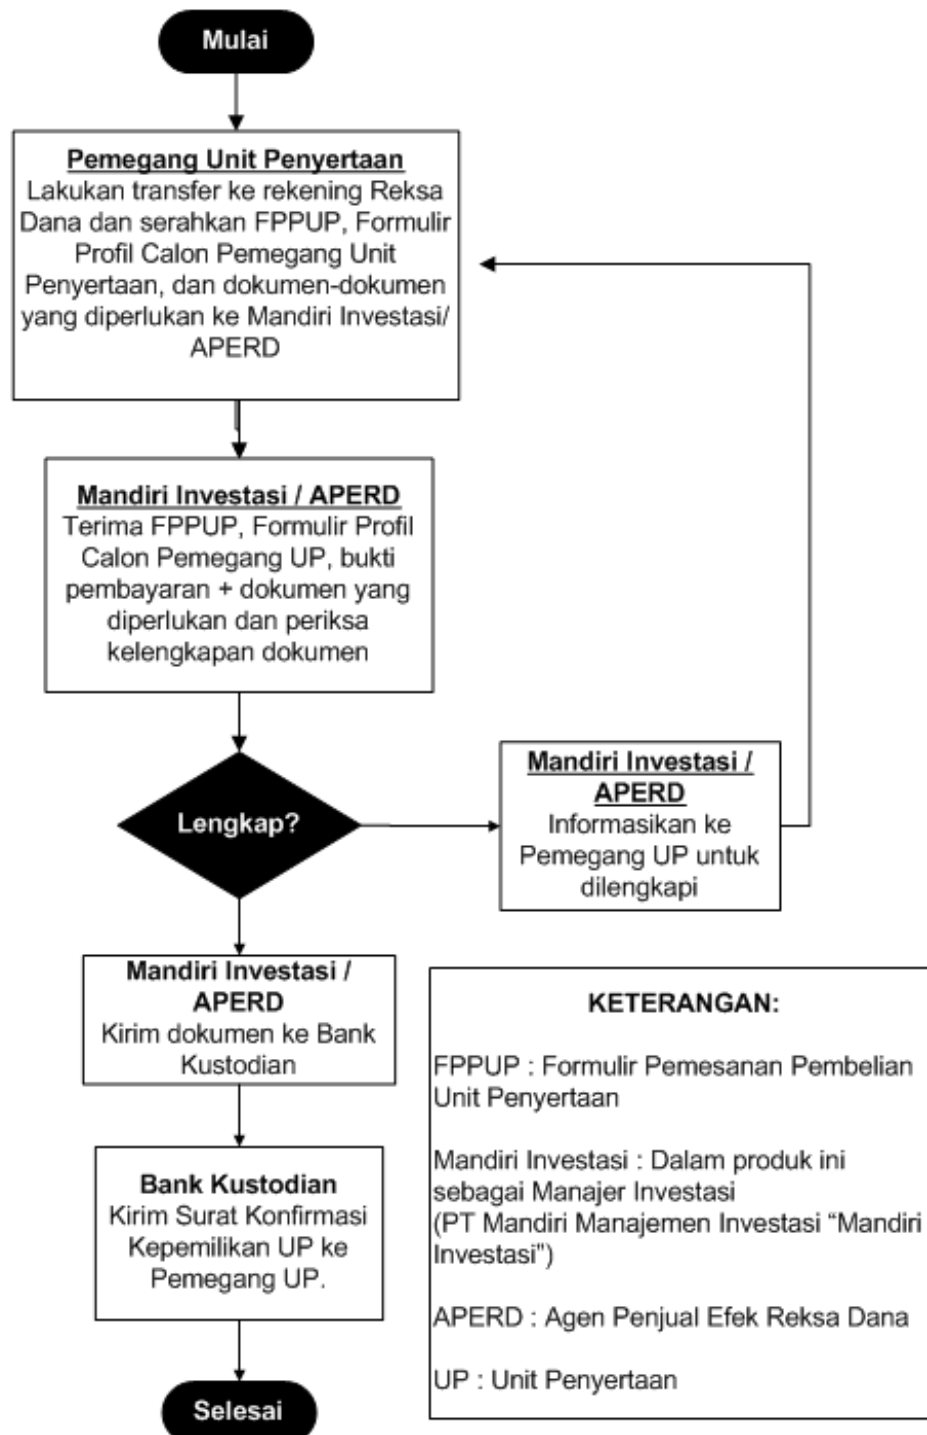 Mulai
Pemegang Unit Penyertaan
Lakukan transfer ke rekening Reksa
Dana dan serahkan FPPUP, Formulir
Profil Calon Pemegang Unit
Penyertaan, dan dokumen-dokumen
yang diperlukan ke Mandiri Investasi/
APERD
Mandiri Investasi / APERD
Terima FPPUP, Formulir Profil
Calon Pemegang UP, bukti
pembayaran + dokumen yang
diperlukan dan periksa
kelengkapan dokumen
Lengkap?
Mandiri Investasi /
APERD
Informasikan ke
Pemegang UP untuk
dilengkapi
Mandiri Investasi /
APERD
Kirim dokumen ke Bank
Kustodian
Bank Kustodian
Kirim Surat Konfirmasi
Kepemilikan UP ke
Pemegang UP.
Selesai
KETERANGAN:
FPPUP : Formulir Pemesanan Pembelian
Unit Penyertaan
Mandiri Investasi : Dalam produk ini
sebagai Manajer Investasi
(PT Mandiri Manajemen Investasi “Mandiri
Investasi”)
APERD : Agen Penjual Efek Reksa Dana
UP : Unit Penyertaan